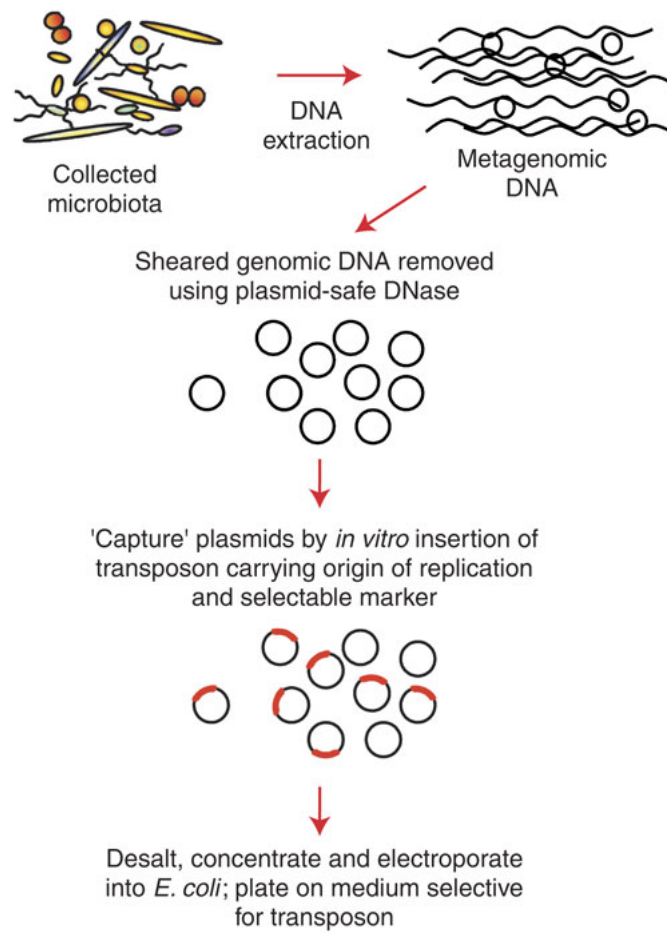 DNA
extraction
Collected
microbiota
Metagenomic
DNA
Sheared genomic DNA removed
using plasmid-safe DNase
'Capture' plasmids by in vitro insertion of
transposon carrying origin of replication
and selectable marker
Desalt, concentrate and electroporate
into E. coli; plate on medium selective
for transposon